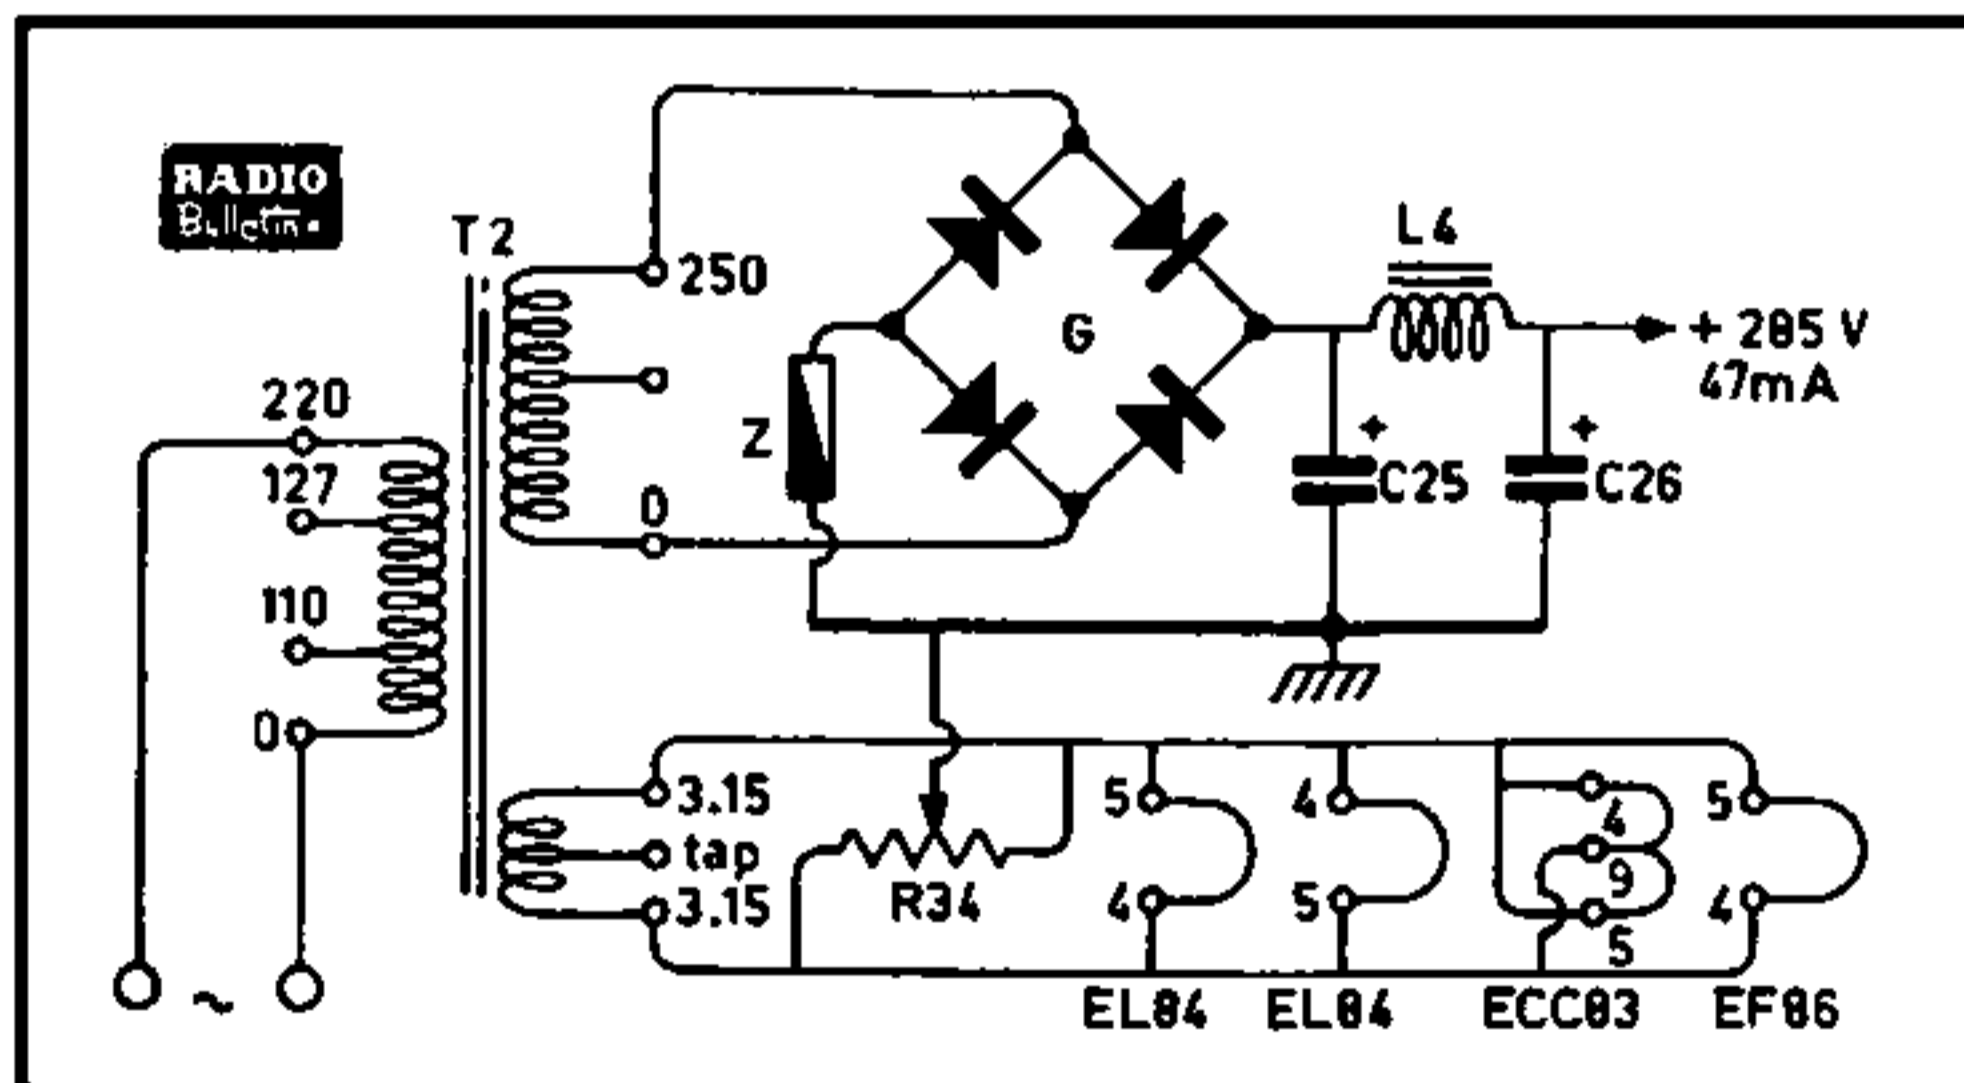 RADIO
Bulletin
T2
250
0
220
127
110
0
Z
G
L4
+ 285 V
47mA
+
C25
+
C26
3.15
tap
3.15
R34
5
4
4
5
4
9
5
5
4
~
EL84
EL84
ECC83
EF86